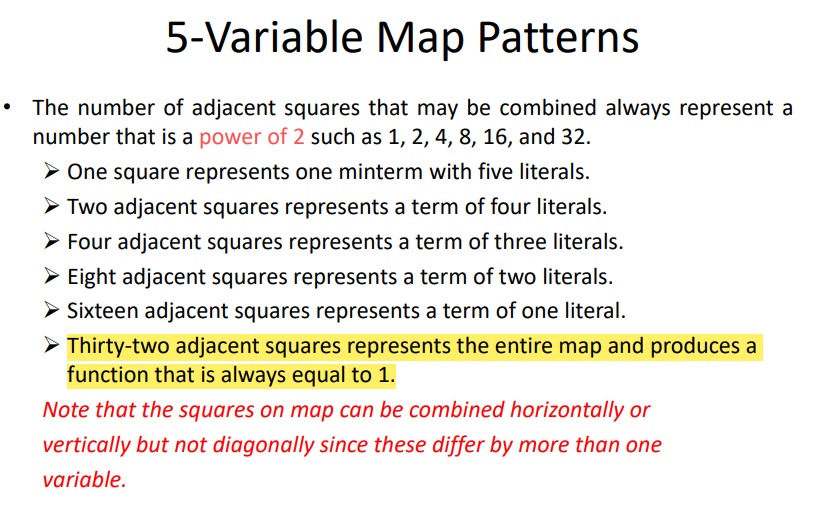 5-Variable Map Patterns
• The number of adjacent squares that may be combined always represent a
number that is a power of 2 such as 1, 2, 4, 8, 16, and 32.
➢ One square represents one minterm with five literals.
➢ Two adjacent squares represents a term of four literals.
➢ Four adjacent squares represents a term of three literals.
➢ Eight adjacent squares represents a term of two literals.
➢ Sixteen adjacent squares represents a term of one literal.
➢ Thirty-two adjacent squares represents the entire map and produces a
function that is always equal to 1.
Note that the squares on map can be combined horizontally or
vertically but not diagonally since these differ by more than one
variable.